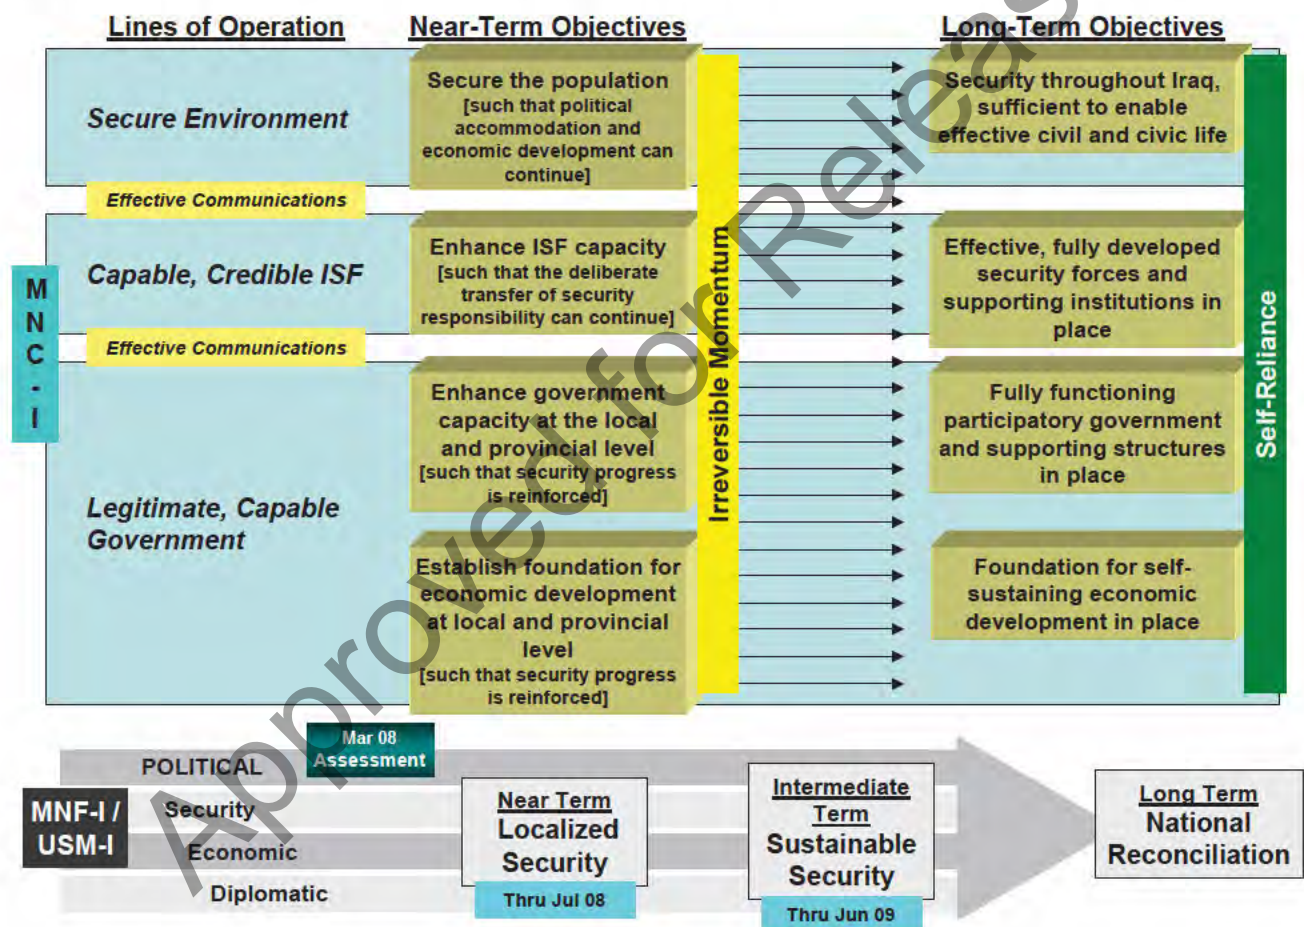 Lines of Operation
Near-Term Objectives
Long-Term Objectives
Secure Environment
Secure the population
[such that political
accommodation and
economic development can
continue]
Security throughout Iraq,
sufficient to enable
effective civil and civic life
Effective Communications
Capable, Credible ISF
Enhance ISF capacity
[such that the deliberate
transfer of security
responsibility can continue]
Effective, fully developed
security forces and
supporting institutions in
place
Effective Communications
Legitimate, Capable
Government
Enhance government
capacity at the local
and provincial level
[such that security progress
is reinforced]
Fully functioning
participatory government
and supporting structures
in place
Establish foundation for
economic development
at local and provincial
level
[such that security progress
is reinforced]
Foundation for self-
sustaining economic
development in place
MNC-I
Irreversible Momentum
Self-Reliance
Mar 08
Assessment
MNF-I /
USM-I
POLITICAL
Security
Economic
Diplomatic
Near Term
Localized
Security
Thru Jul 08
Intermediate
Term
Sustainable
Security
Thru Jun 09
Long Term
National
Reconciliation
Approved for